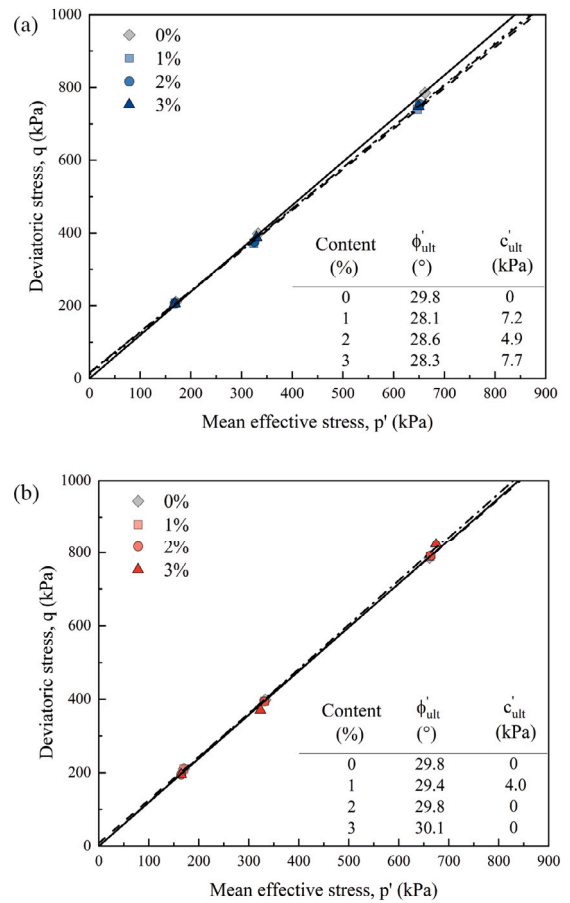 (a)
0%
1%
2%
3%
1000
800
600
400
200
0
Deviatoric stress, q (kPa)
Content (%) ϕ'ult (°) c'ult (kPa)
0 29.8 0
1 28.1 7.2
2 28.6 4.9
3 28.3 7.7
0 100 200 300 400 500 600 700 800 900
Mean effective stress, p' (kPa)
(b)
0%
1%
2%
3%
1000
800
600
400
200
0
Deviatoric stress, q (kPa)
Content (%) ϕ'ult (°) c'ult (kPa)
0 29.8 0
1 29.4 4.0
2 29.8 0
3 30.1 0
0 100 200 300 400 500 600 700 800 900
Mean effective stress, p' (kPa)